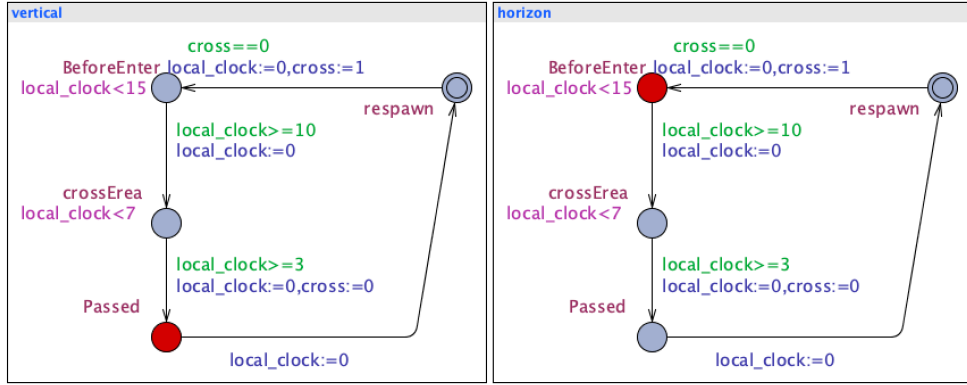 vertical
cross==0
BeforeEnter local_clock:=0,cross:=1
local_clock<15
respawn
local_clock>=10
local_clock:=0
crossErea
local_clock<7
local_clock>=3
local_clock:=0,cross:=0
Passed
local_clock:=0
horizon
cross==0
BeforeEnter local_clock:=0,cross:=1
local_clock<15
respawn
local_clock>=10
local_clock:=0
crossErea
local_clock<7
local_clock>=3
local_clock:=0,cross:=0
Passed
local_clock:=0